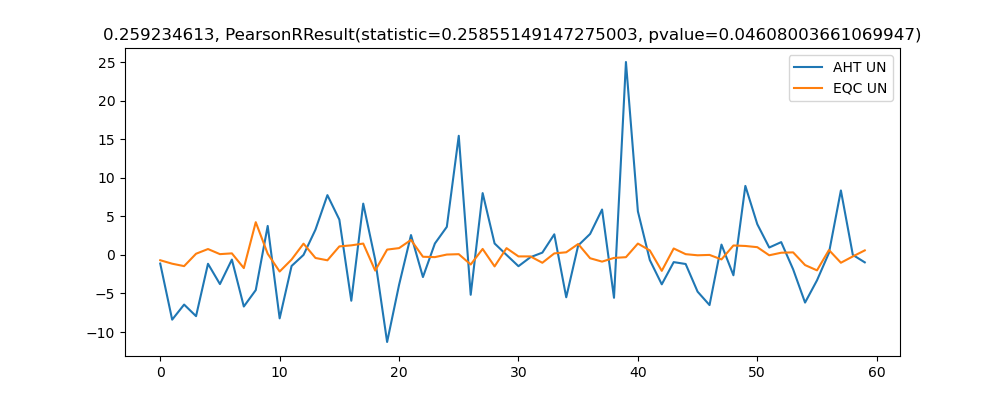 0.259234613, PearsonRResult(statistic=0.25855149147275003, pvalue=0.04608003661069947)
AHT UN
EQC UN
25
20
15
10
5
0
−5
−10
0 10 20 30 40 50 60